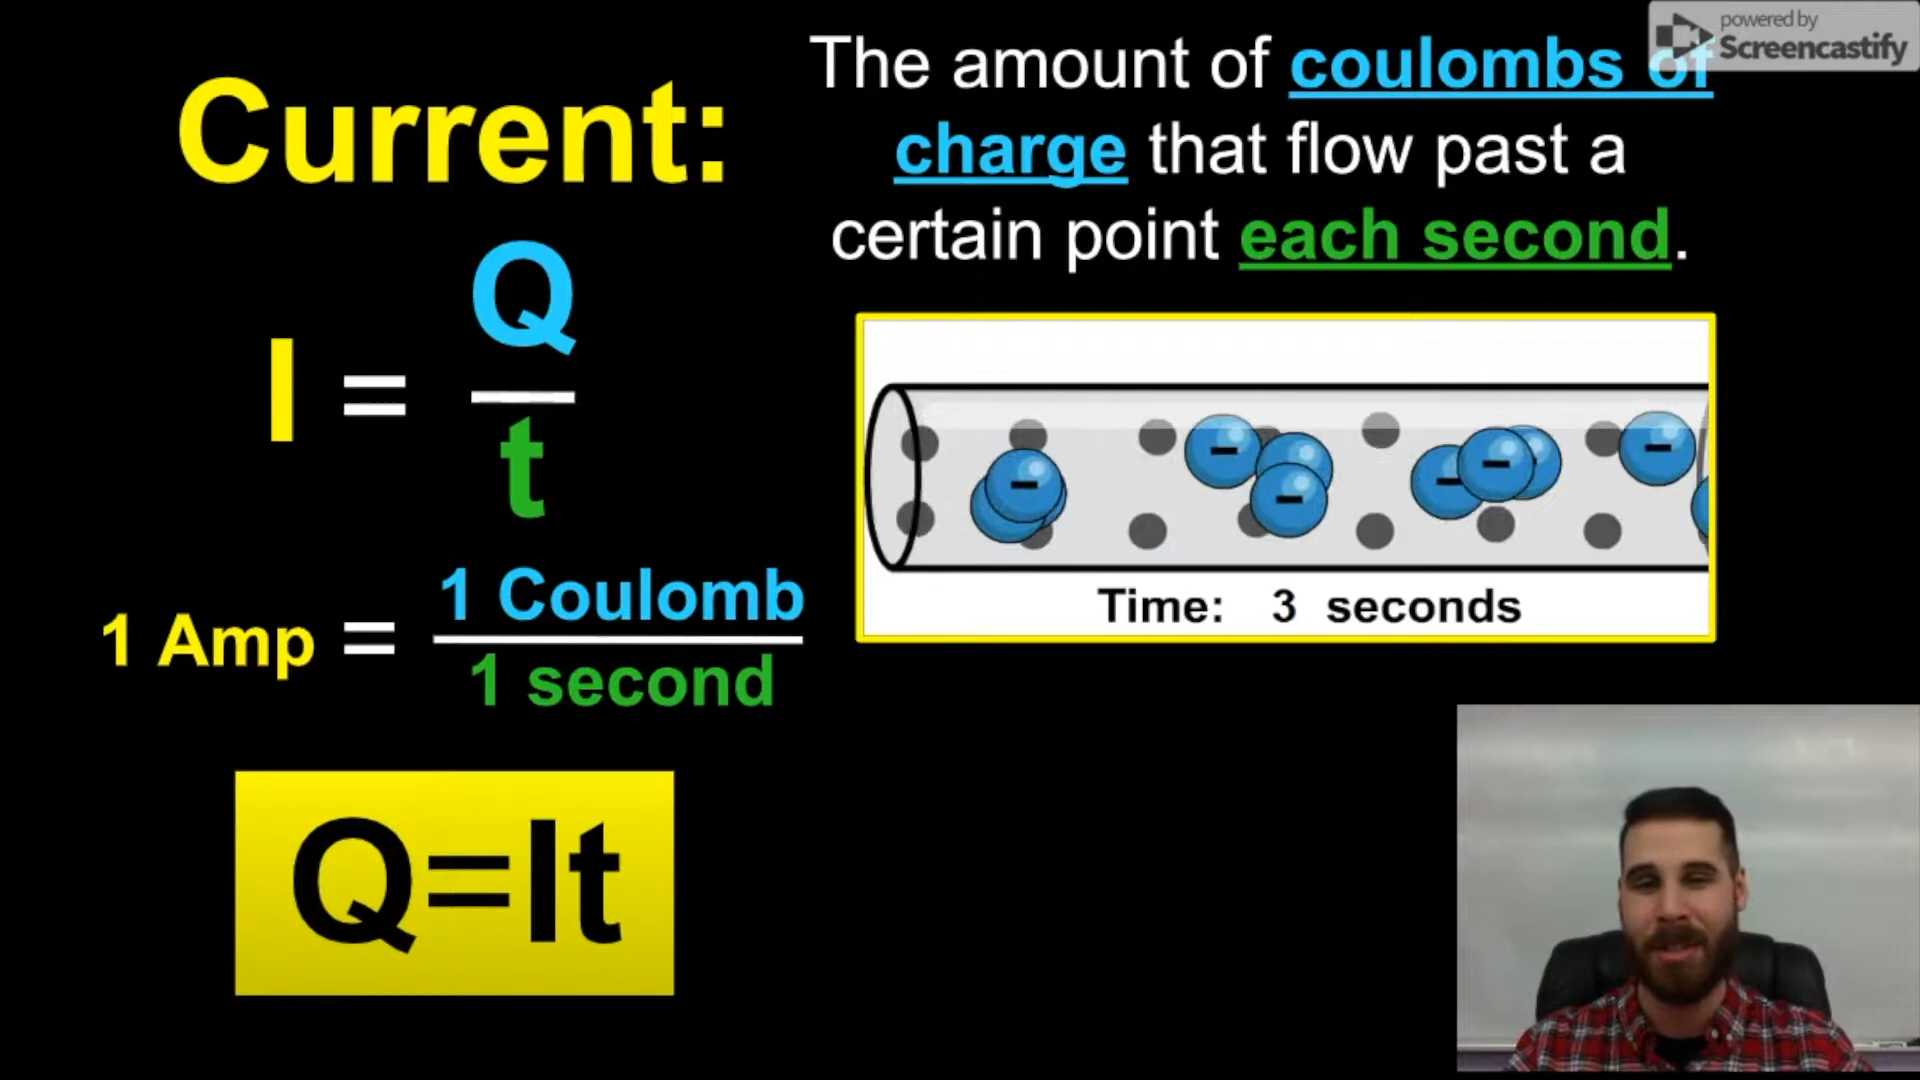 powered by
Screencastify
Current:
The amount of coulombs of
charge that flow past a
certain point each second.
I = Q
t
1 Amp = 1 Coulomb
1 second
Q=It
Time: 3 seconds